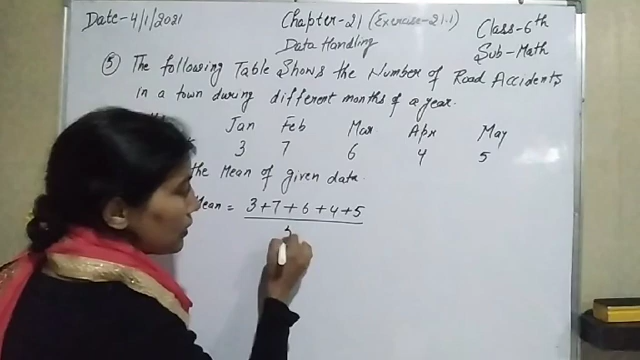 Date-4/1/2021 Chapter-21 (Exercise-21.1) Class-6th
Data Handling Sub-Math
⑤ The following Table Shows the Number of Road Accidents
in a town during different months of a year.
Jan Feb Mar Apr May
3 7 6 4 5
the Mean of given data.
Mean = 3+7+6+4+5